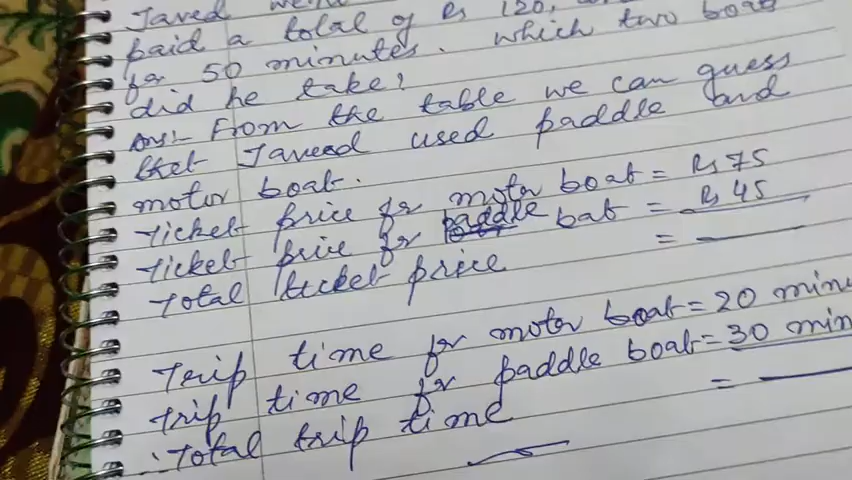 Javed
paid a total of Rs 120,
for 50 minutes. which two boats
did he take?
Ans:- From the table we can guess
that Javeed used paddle and
motor boat.
Ticket price for motor boat = Rs 75
Ticket price for paddle bat = Rs 45
Total ticket price =
Trip time for motor boat = 20 minu
Trip time for paddle boat = 30 min
Total trip time =